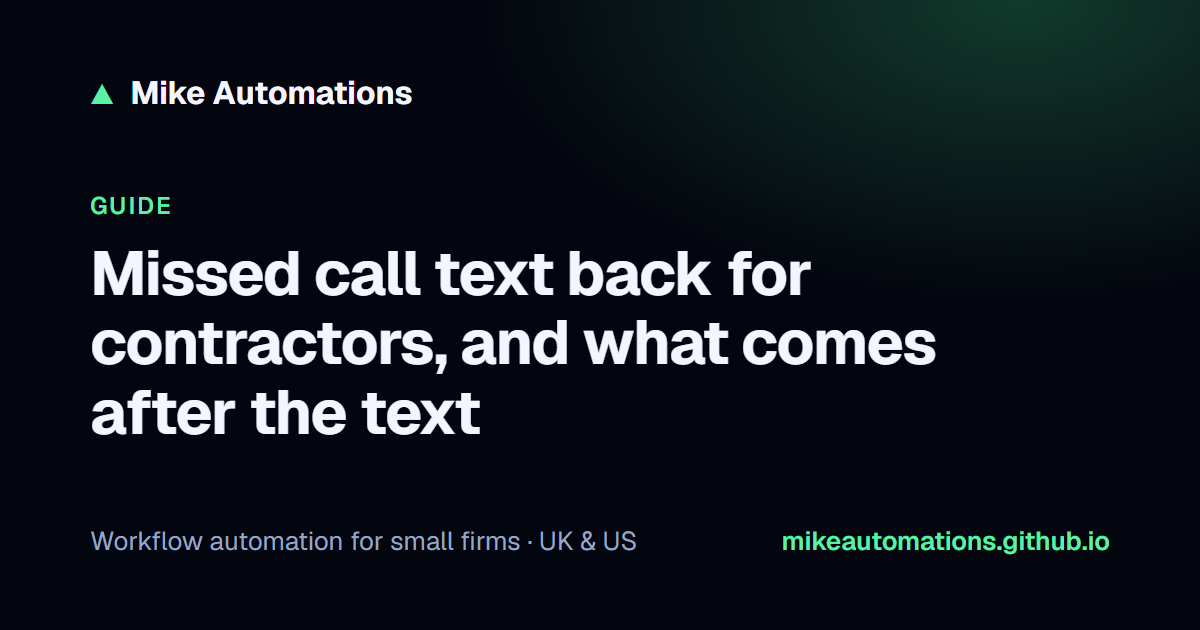 Mike Automations
GUIDE
Missed call text back for
contractors, and what comes
after the text
Workflow automation for small firms · UK & US
mikeautomations.github.io